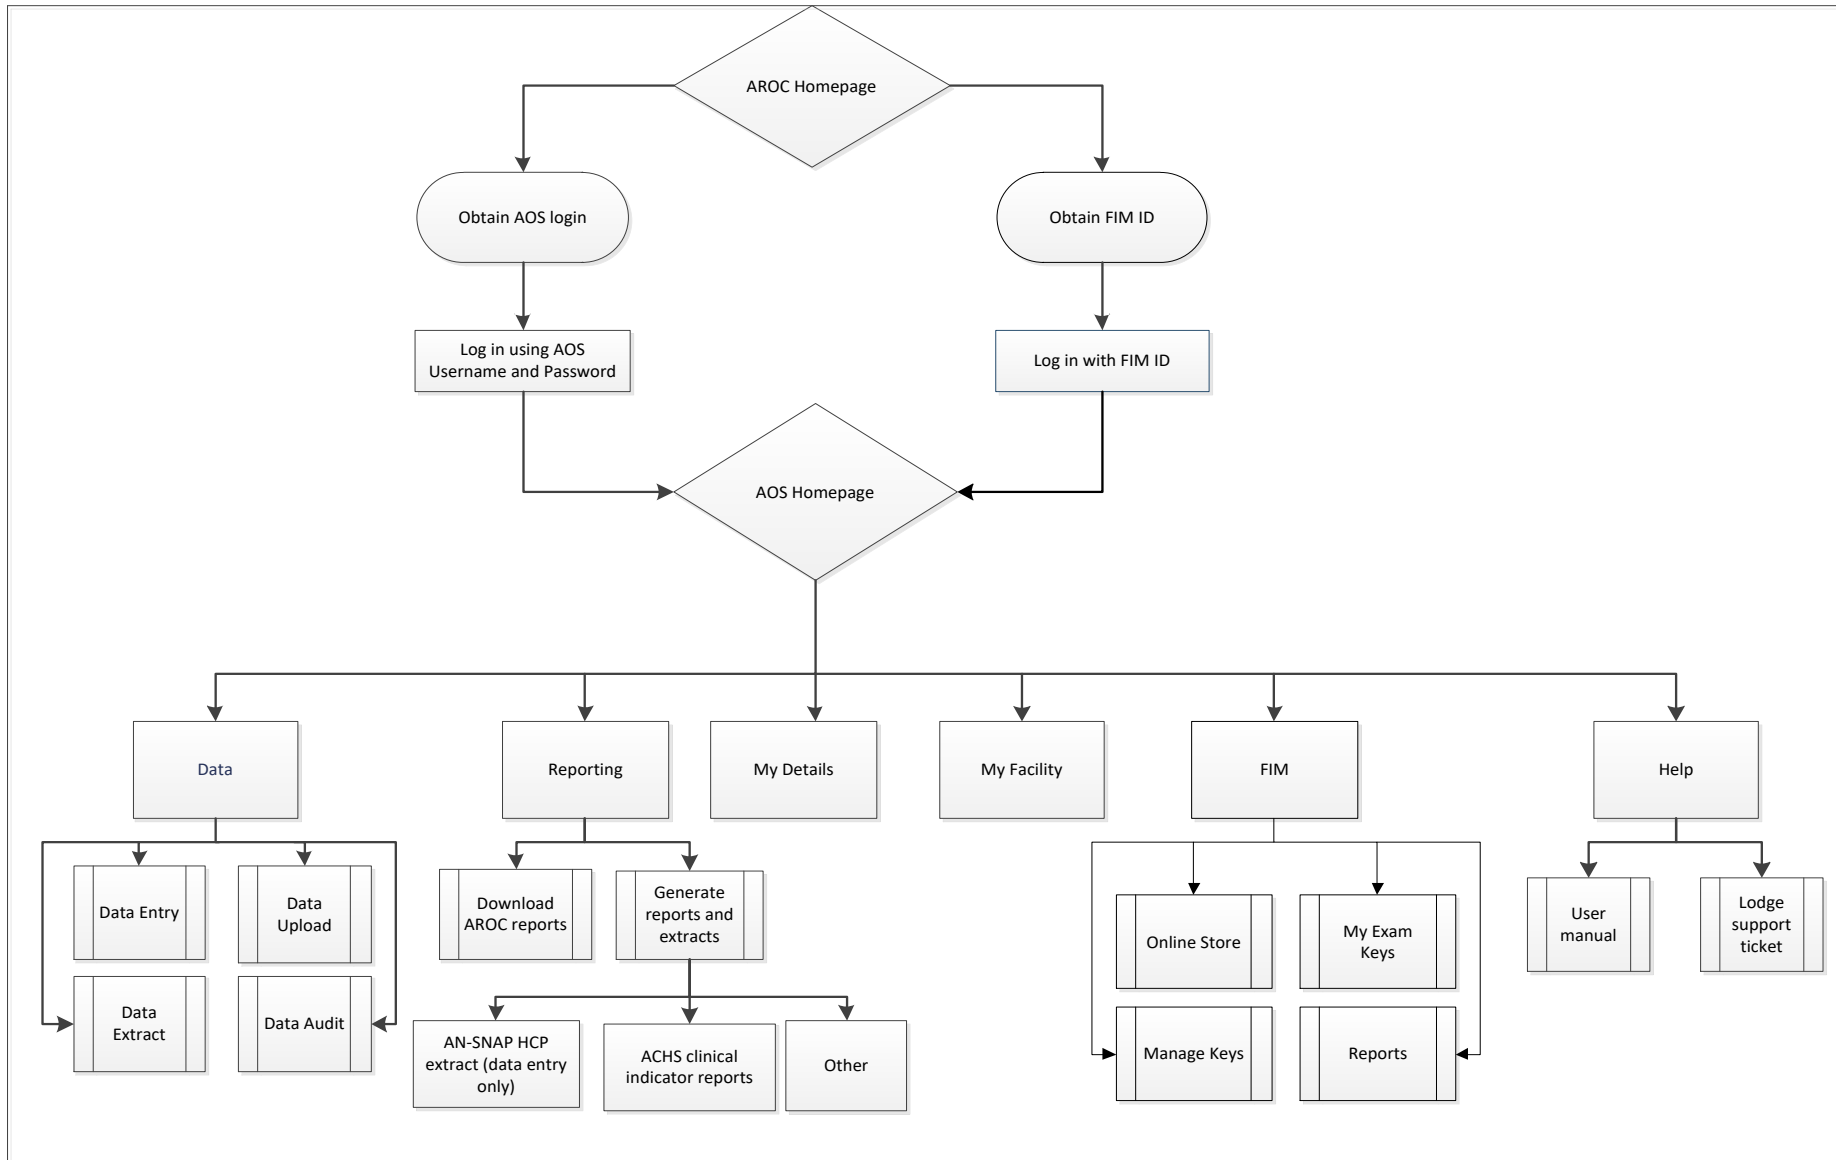 AROC Homepage
Obtain AOS login
Obtain FIM ID
Log in using AOS
Username and Password
Log in with FIM ID
AOS Homepage
Data
Reporting
My Details
My Facility
FIM
Help
Data Entry
Data
Upload
Download
AROC reports
Generate
reports and
extracts
Online Store
My Exam
Keys
User
manual
Lodge
support
ticket
Data
Extract
Data Audit
AN-SNAP HCP
extract (data entry
only)
ACHS clinical
indicator reports
Other
Manage Keys
Reports